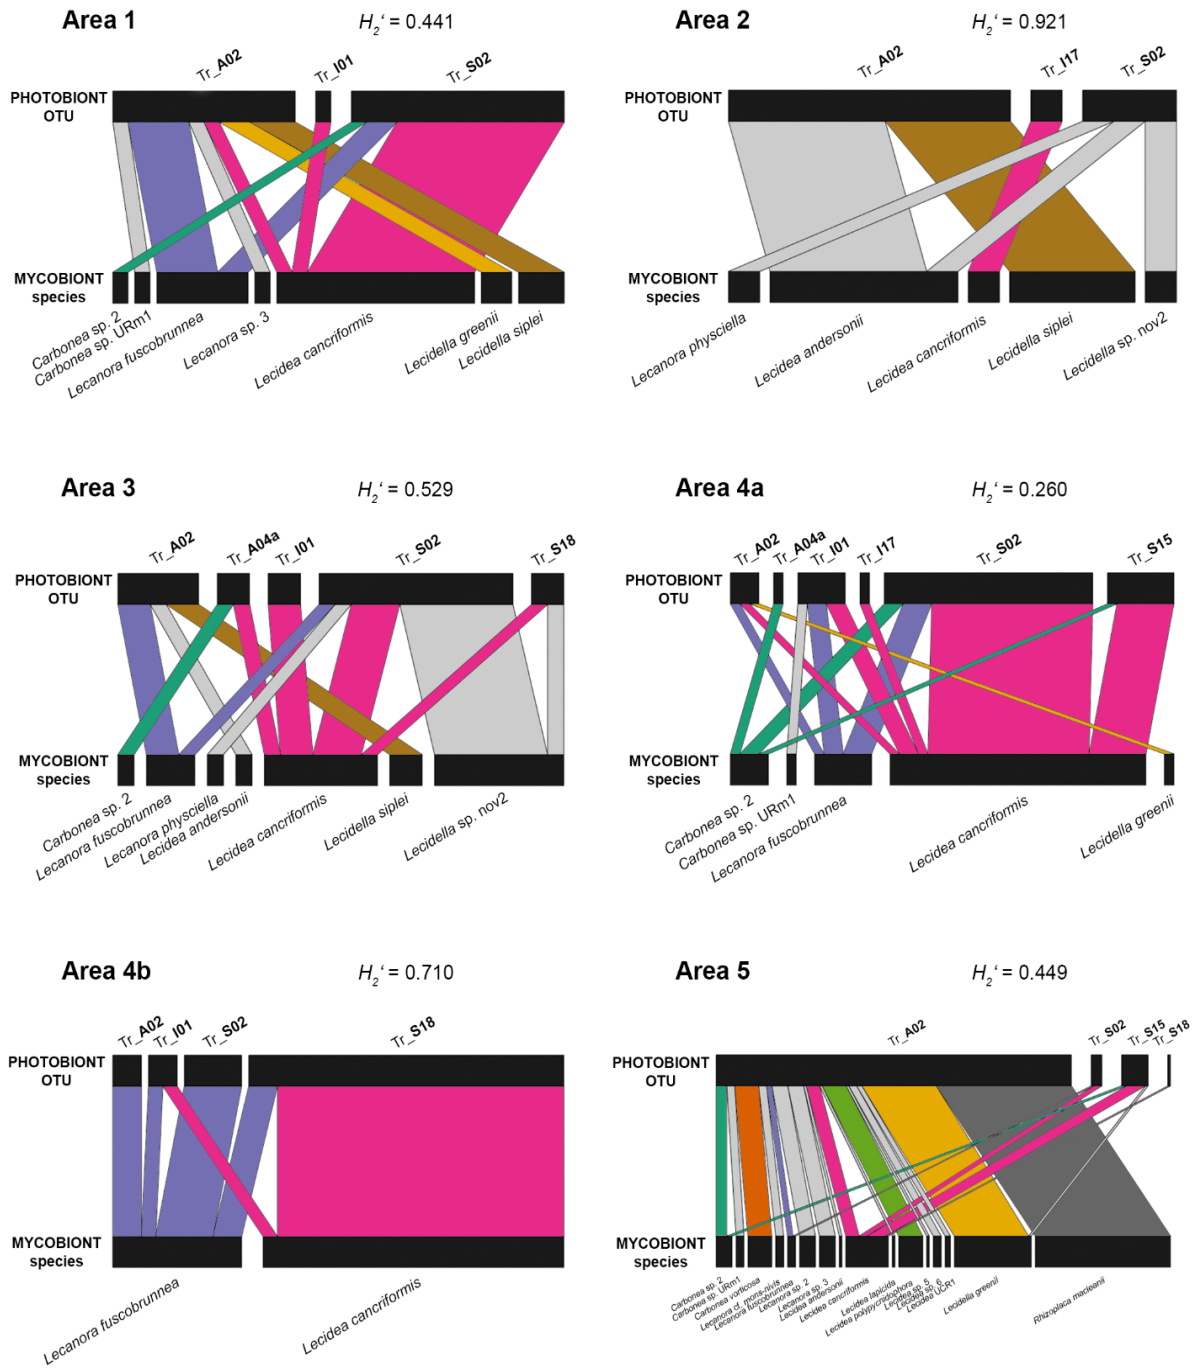 Area 1
H2‘ = 0.441
Tr_A02
Tr_I01
Tr_S02
PHOTOBIONT
OTU
MYCOBIONT
species
Carbonea sp. 2
Carbonea sp. URm1
Lecanora fuscobrunnea
Lecanora sp. 3
Lecidea cancriformis
Lecidella greenii
Lecidella siplei
Area 2
H2‘ = 0.921
Tr_A02
Tr_I17
Tr_S02
PHOTOBIONT
OTU
MYCOBIONT
species
Lecanora physciella
Lecidea andersonii
Lecidea cancriformis
Lecidella siplei
Lecidella sp. nov2
Area 3
H2‘ = 0.529
Tr_A02
Tr_A04a
Tr_I01
Tr_S02
Tr_S18
PHOTOBIONT
OTU
MYCOBIONT
species
Carbonea sp. 2
Lecanora fuscobrunnea
Lecanora physciella
Lecidea andersonii
Lecidea cancriformis
Lecidella siplei
Lecidella sp. nov2
Area 4a
H2‘ = 0.260
Tr_A02
Tr_A04a
Tr_I01
Tr_I17
Tr_S02
Tr_S15
PHOTOBIONT
OTU
MYCOBIONT
species
Carbonea sp. 2
Carbonea sp. URm1
Lecanora fuscobrunnea
Lecidea cancriformis
Lecidella greenii
Area 4b
H2‘ = 0.710
Tr_A02
Tr_I01
Tr_S02
Tr_S18
PHOTOBIONT
OTU
MYCOBIONT
species
Lecanora fuscobrunnea
Lecidea cancriformis
Area 5
H2‘ = 0.449
Tr_A02
Tr_S02
Tr_S15
Tr_S18
PHOTOBIONT
OTU
MYCOBIONT
species
Carbonea sp. 2
Carbonea sp. URm1
Carbonea vorticosa
Lecanora cf. mons-nivis
Lecanora fuscobrunnea
Lecanora sp. 2
Lecanora sp. 3
Lecidea andersonii
Lecidea cancriformis
Lecidea lapicida
Lecidea polypycnidophora
Lecidea sp. 5
Lecidea sp. 6
Lecidea UCR1
Lecidella greenii
Rhizoplaca macleanii